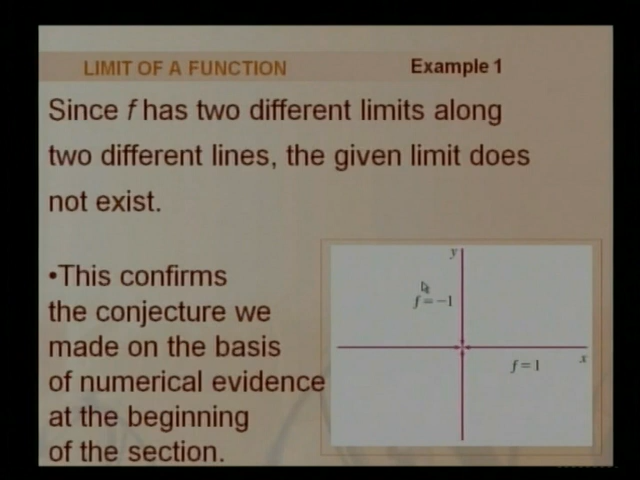 LIMIT OF A FUNCTION
Example 1
Since f has two different limits along
two different lines, the given limit does
not exist.
•This confirms
the conjecture we
made on the basis
of numerical evidence
at the beginning
of the section.
y
f=-1
f=1
x